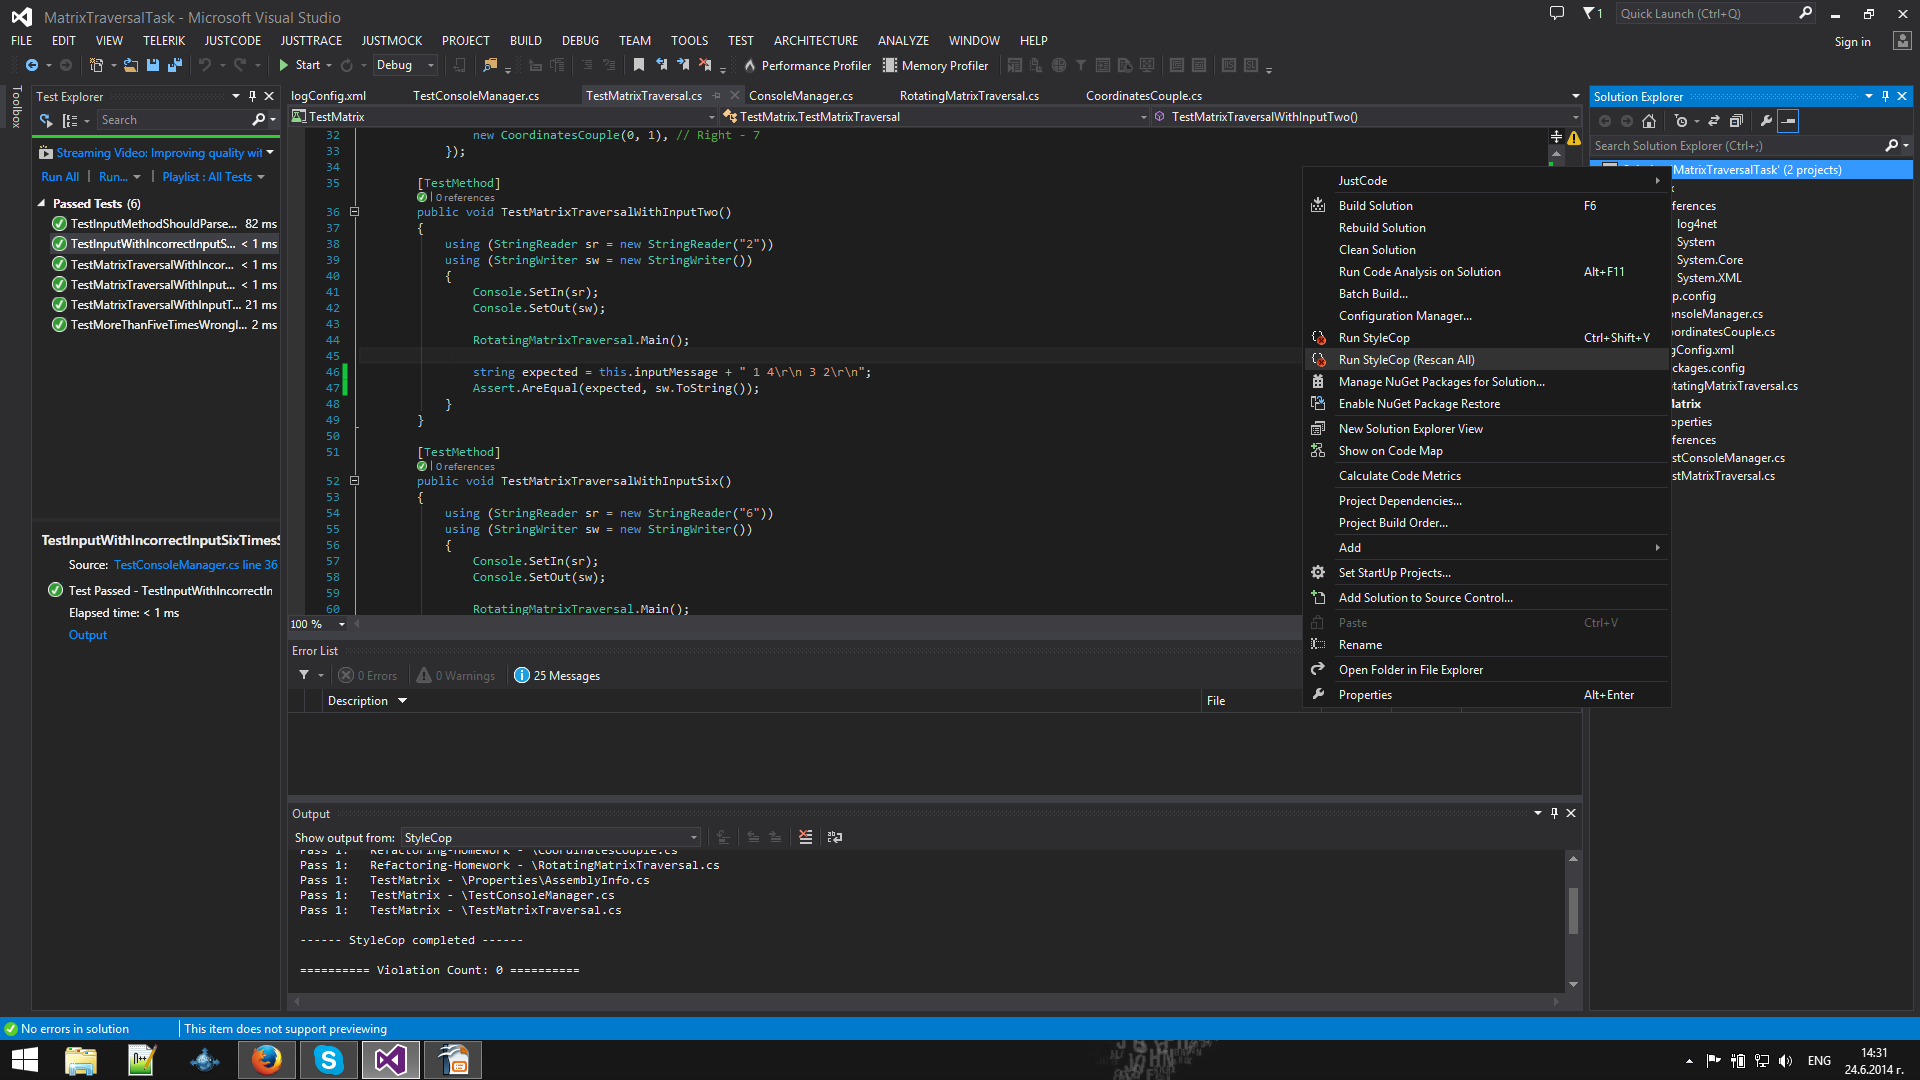 MatrixTraversalTask - Microsoft Visual Studio
1
Quick Launch (Ctrl+Q)
FILE EDIT VIEW TELERIK JUSTCODE JUSTTRACE JUSTMOCK PROJECT BUILD DEBUG TEAM TOOLS TEST ARCHITECTURE ANALYZE WINDOW HELP
Sign in
Start Debug Performance Profiler Memory Profiler
Toolbox
Test Explorer
Search
Streaming Video: Improving quality wit
Run All | Run... Playlist : All Tests
Passed Tests (6)
TestInputMethodShouldParse... 82 ms
TestInputWithIncorrectInputS... < 1 ms
TestMatrixTraversalWithIncor... < 1 ms
TestMatrixTraversalWithInput... < 1 ms
TestMatrixTraversalWithInputT... 21 ms
TestMoreThanFiveTimesWrongI... 2 ms
TestInputWithIncorrectInputSixTimesS
Source: TestConsoleManager.cs line 36
Test Passed - TestInputWithIncorrectIn
Elapsed time: < 1 ms
Output
logConfig.xml TestConsoleManager.cs TestMatrixTraversal.cs ConsoleManager.cs RotatingMatrixTraversal.cs CoordinatesCouple.cs
TestMatrix TestMatrix.TestMatrixTraversal TestMatrixTraversalWithInputTwo()
32 new CoordinatesCouple(0, 1), // Right - 7
33 });
34
35 [TestMethod]
0 references
36 public void TestMatrixTraversalWithInputTwo()
37 {
38 using (StringReader sr = new StringReader("2"))
39 using (StringWriter sw = new StringWriter())
40 {
41 Console.SetIn(sr);
42 Console.SetOut(sw);
43
44 RotatingMatrixTraversal.Main();
45
46 string expected = this.inputMessage + " 1 4\r\n 3 2\r\n";
47 Assert.AreEqual(expected, sw.ToString());
48 }
49 }
50
51 [TestMethod]
0 references
52 public void TestMatrixTraversalWithInputSix()
53 {
54 using (StringReader sr = new StringReader("6"))
55 using (StringWriter sw = new StringWriter())
56 {
57 Console.SetIn(sr);
58 Console.SetOut(sw);
59
60 RotatingMatrixTraversal.Main();
100 %
Error List
0 Errors 0 Warnings 25 Messages
Description File
Output
Show output from: StyleCop
Pass 1: Refactoring-Homework - \CoordinatesCouple.cs
Pass 1: Refactoring-Homework - \RotatingMatrixTraversal.cs
Pass 1: TestMatrix - \Properties\AssemblyInfo.cs
Pass 1: TestMatrix - \TestConsoleManager.cs
Pass 1: TestMatrix - \TestMatrixTraversal.cs
------ StyleCop completed ------
========== Violation Count: 0 ==========
JustCode
Build Solution F6
Rebuild Solution
Clean Solution
Run Code Analysis on Solution Alt+F11
Batch Build...
Configuration Manager...
Run StyleCop Ctrl+Shift+Y
Run StyleCop (Rescan All)
Manage NuGet Packages for Solution...
Enable NuGet Package Restore
New Solution Explorer View
Show on Code Map
Calculate Code Metrics
Project Dependencies...
Project Build Order...
Add
Set StartUp Projects...
Add Solution to Source Control...
Paste Ctrl+V
Rename
Open Folder in File Explorer
Properties Alt+Enter
Solution Explorer
Search Solution Explorer (Ctrl+;)
MatrixTraversalTask' (2 projects)
ferences
log4net
System
System.Core
System.XML
p.config
onsoleManager.cs
oordinatesCouple.cs
gConfig.xml
ckages.config
otatingMatrixTraversal.cs
Matrix
operties
ferences
stConsoleManager.cs
stMatrixTraversal.cs
No errors in solution | This item does not support previewing
ENG
14:31
24.6.2014 г.